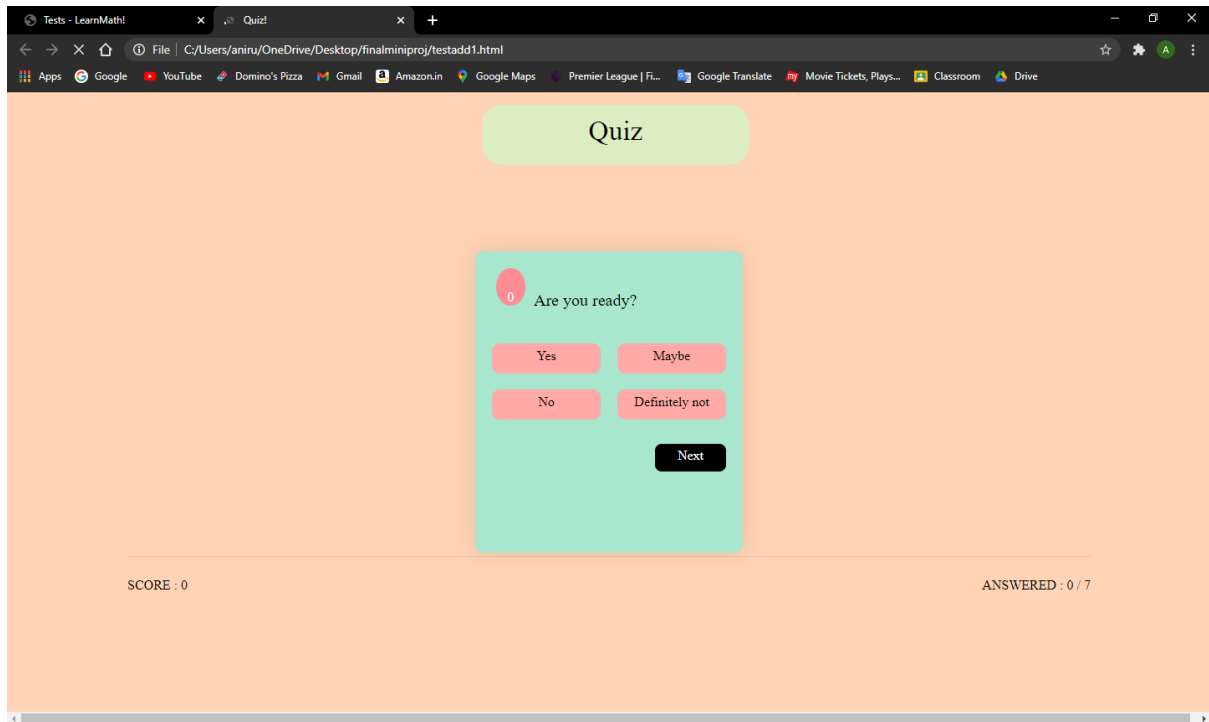 Tests - LearnMath!
Quiz!
File | C:/Users/aniru/OneDrive/Desktop/finalminiproj/testadd1.html
A
Apps Google YouTube Domino's Pizza Gmail Amazon.in Google Maps Premier League | Fi... Google Translate my Movie Tickets, Plays... Classroom Drive
Quiz
0 Are you ready?
Yes Maybe
No Definitely not
Next
SCORE : 0 ANSWERED : 0 / 7